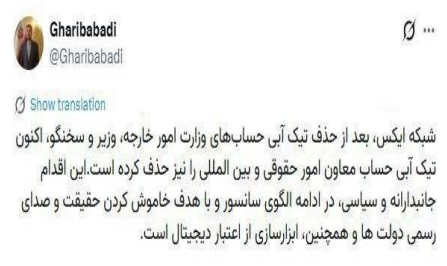 Gharibabadi
@Gharibabadi
Show translation
شبکه ایکس، بعد از حذف تیک آبی حساب‌های وزارت امور خارجه، وزیر و سخنگو، اکنون
تیک آبی حساب معاون امور حقوقی و بین المللی را نیز حذف کرده است.این اقدام
جانبدارانه و سیاسی، در ادامه الگوی سانسور و با هدف خاموش کردن حقیقت و صدای
رسمی دولت ها و همچنین، ابزارسازی از اعتبار دیجیتال است.